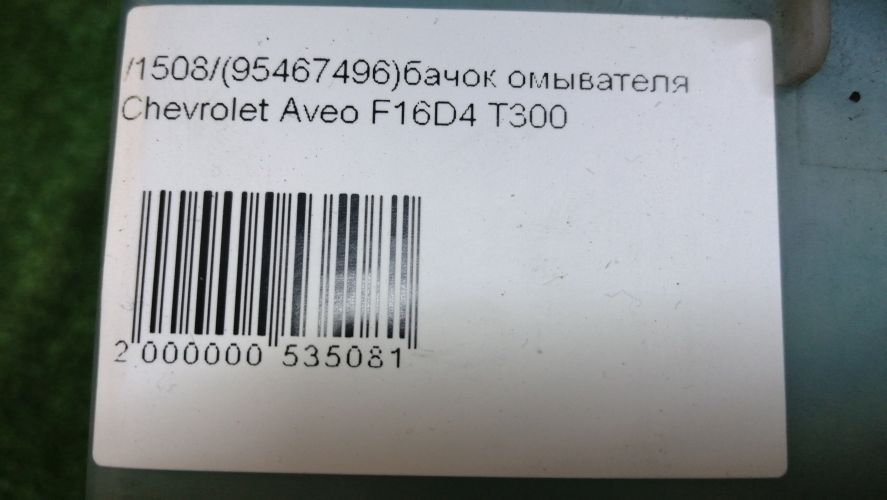 /1508/(95467496)бачок омывателя
Chevrolet Aveo F16D4 T300
2 000000 535081